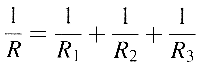 1/R = 1/R₁ + 1/R₂ + 1/R₃